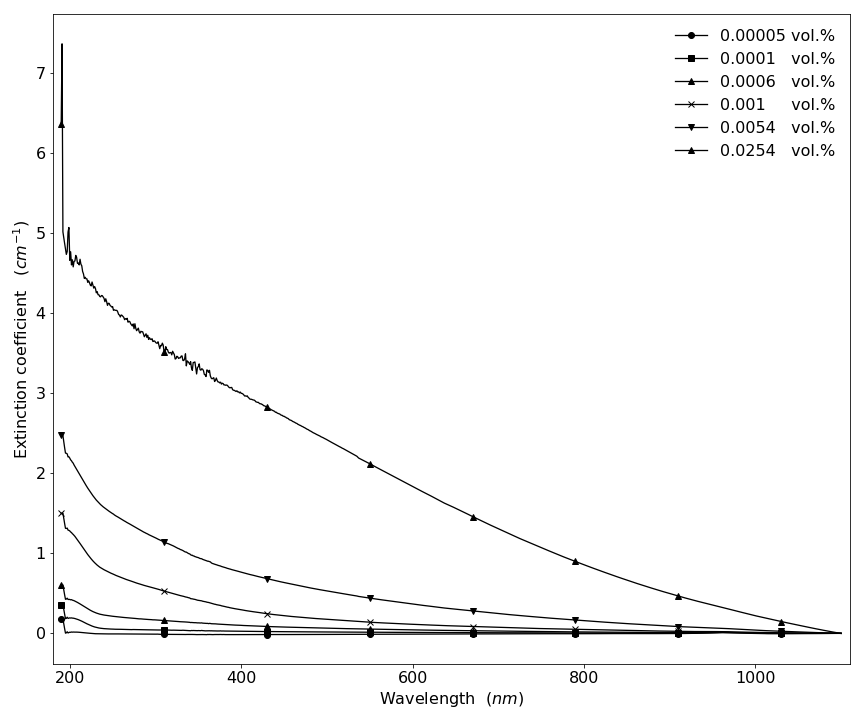 0.00005 vol.%
0.0001 vol.%
0.0006 vol.%
0.001 vol.%
0.0054 vol.%
0.0254 vol.%
7
6
5
4
3
2
1
0
Extinction coefficient (cm⁻¹)
200 400 600 800 1000
Wavelength (nm)